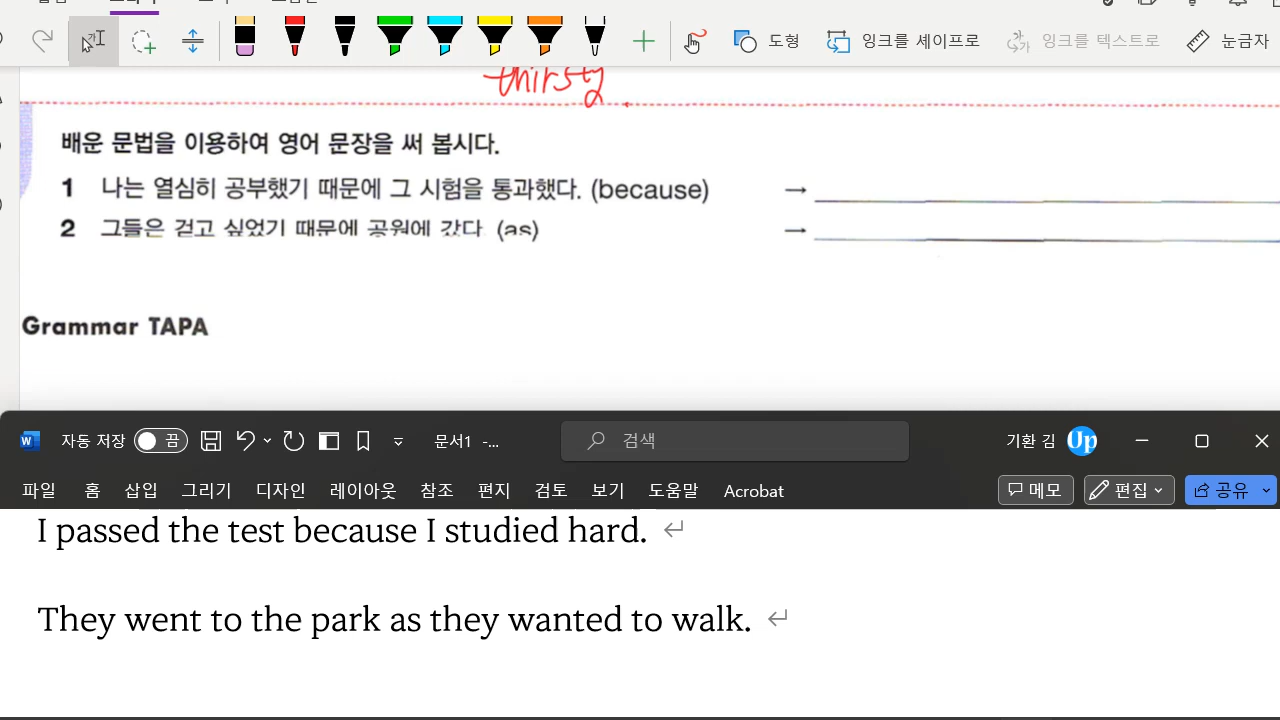 도형
잉크를 셰이프로
잉크를 텍스트로
눈금자
thirsty.
배운 문법을 이용하여 영어 문장을 써 봅시다.
1 나는 열심히 공부했기 때문에 그 시험을 통과했다. (because) →
2 그들은 걷고 싶었기 때문에 공원에 갔다. (as) →
Grammar TAPA
자동 저장 끔 문서1 -... 검색 기환 김 Up
파일 홈 삽입 그리기 디자인 레이아웃 참조 편지 검토 보기 도움말 Acrobat 메모 편집 공유
I passed the test because I studied hard.
They went to the park as they wanted to walk.